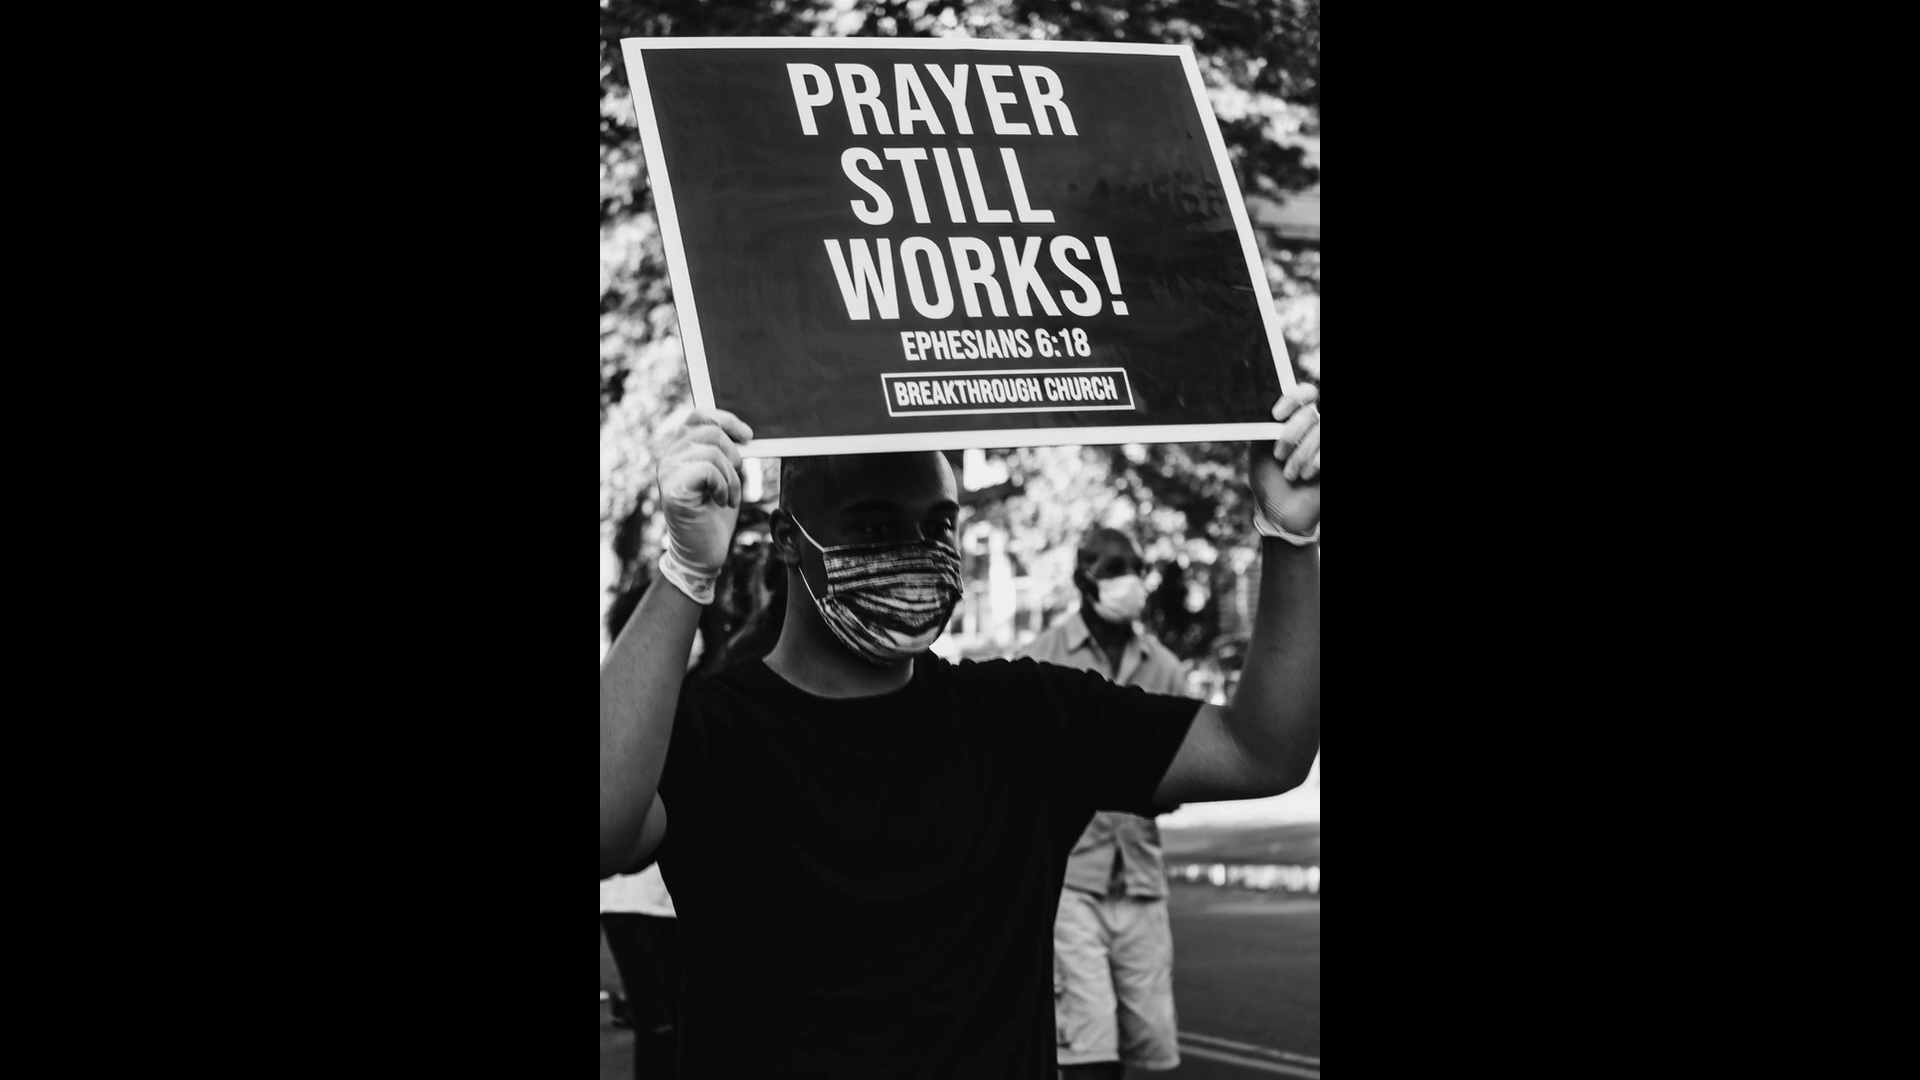 PRAYER
STILL
WORKS!
EPHESIANS 6:18
BREAKTHROUGH CHURCH